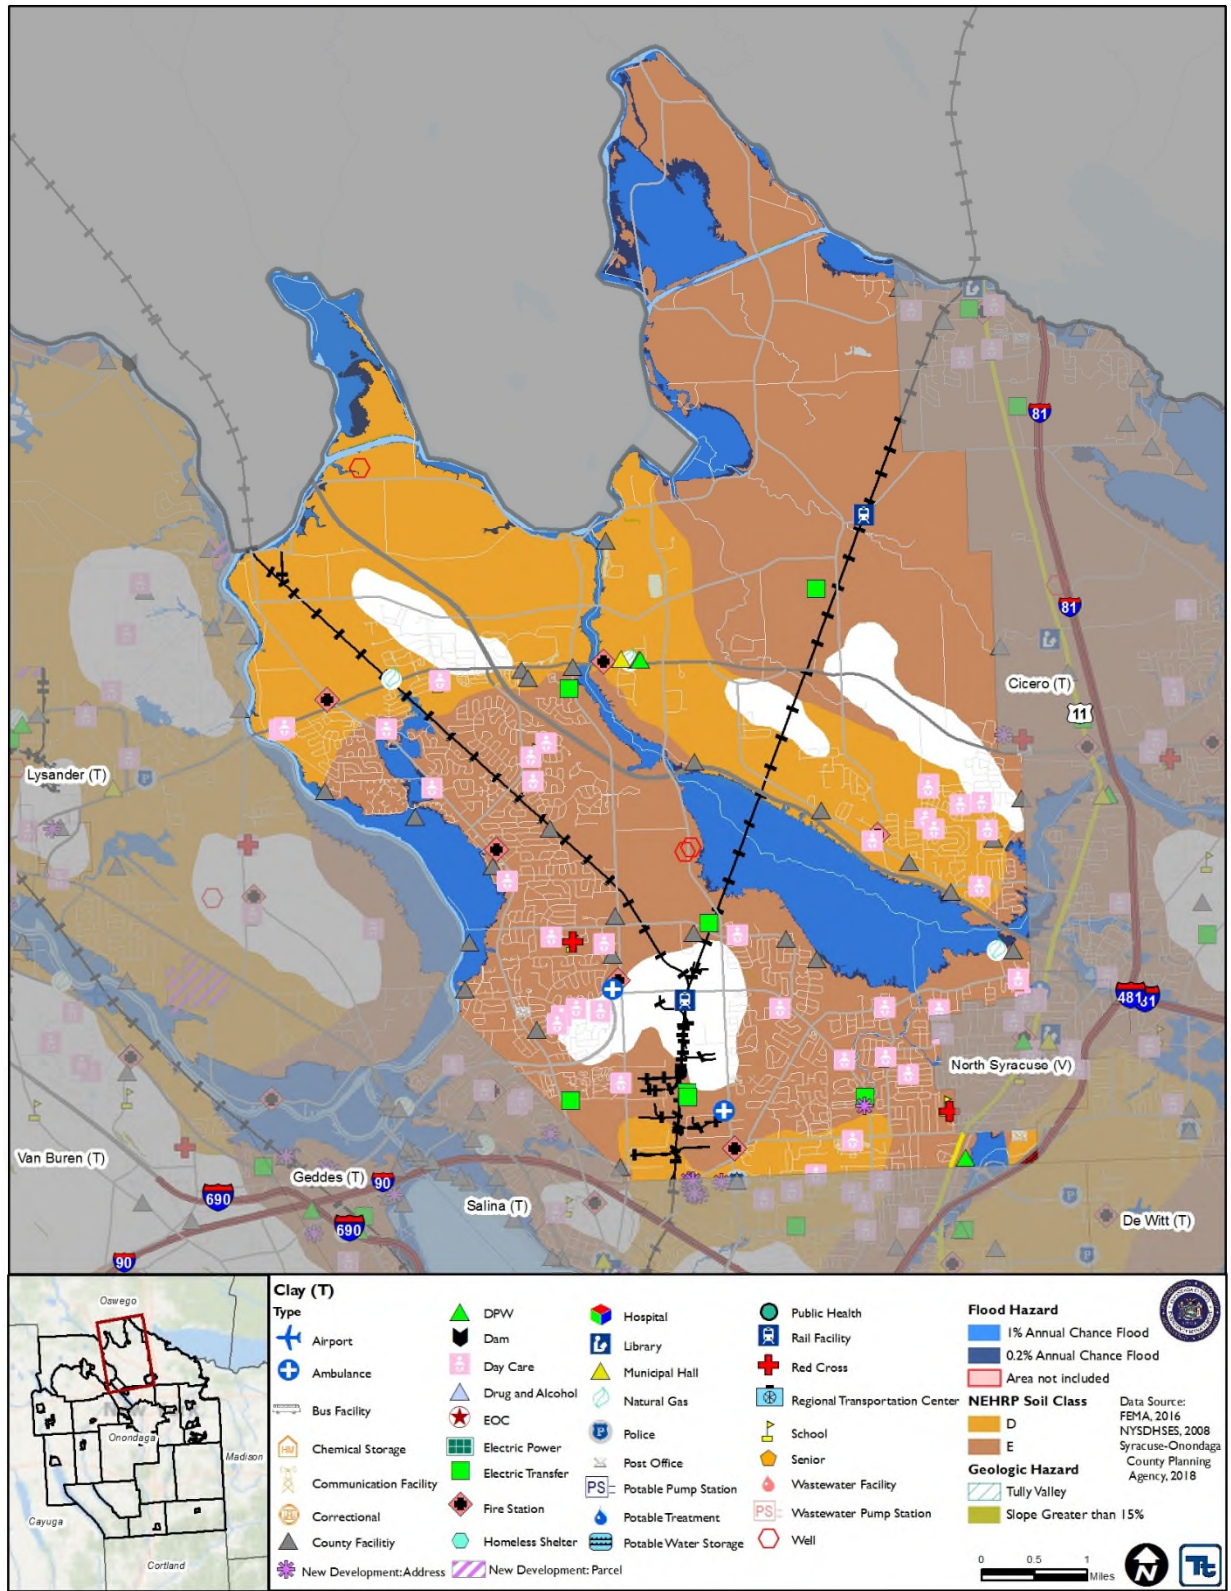 81
81
Cicero (T)
11
Lysander (T)
481
81
North Syracuse (V)
Van Buren (T)
Geddes (T)
90
690
Salina (T)
690
De Witt (T)
90
Oswego
Onondaga
Madison
Cayuga
Cortland
Clay (T)
Type
Airport
Ambulance
Bus Facility
HM
Chemical Storage
Communication Facility
Correctional
County Facilitiy
New Development: Address
DPW
Dam
Day Care
Drug and Alcohol
EOC
Electric Power
Electric Transfer
Fire Station
Homeless Shelter
New Development: Parcel
Hospital
Library
Municipal Hall
Natural Gas
Police
Post Office
PS
Potable Pump Station
Potable Treatment
Potable Water Storage
Public Health
Rail Facility
Red Cross
Regional Transportation Center
School
Senior
Wastewater Facility
PS
Wastewater Pump Station
Well
Flood Hazard
1% Annual Chance Flood
0.2% Annual Chance Flood
Area not included
NEHRP Soil Class
D
E
Geologic Hazard
Tully Valley
Slope Greater than 15%
Data Source:
FEMA, 2016
NYSDHSES, 2008
Syracuse-Onondaga
County Planning
Agency, 2018
0 0.5 1
Miles
N
Tt